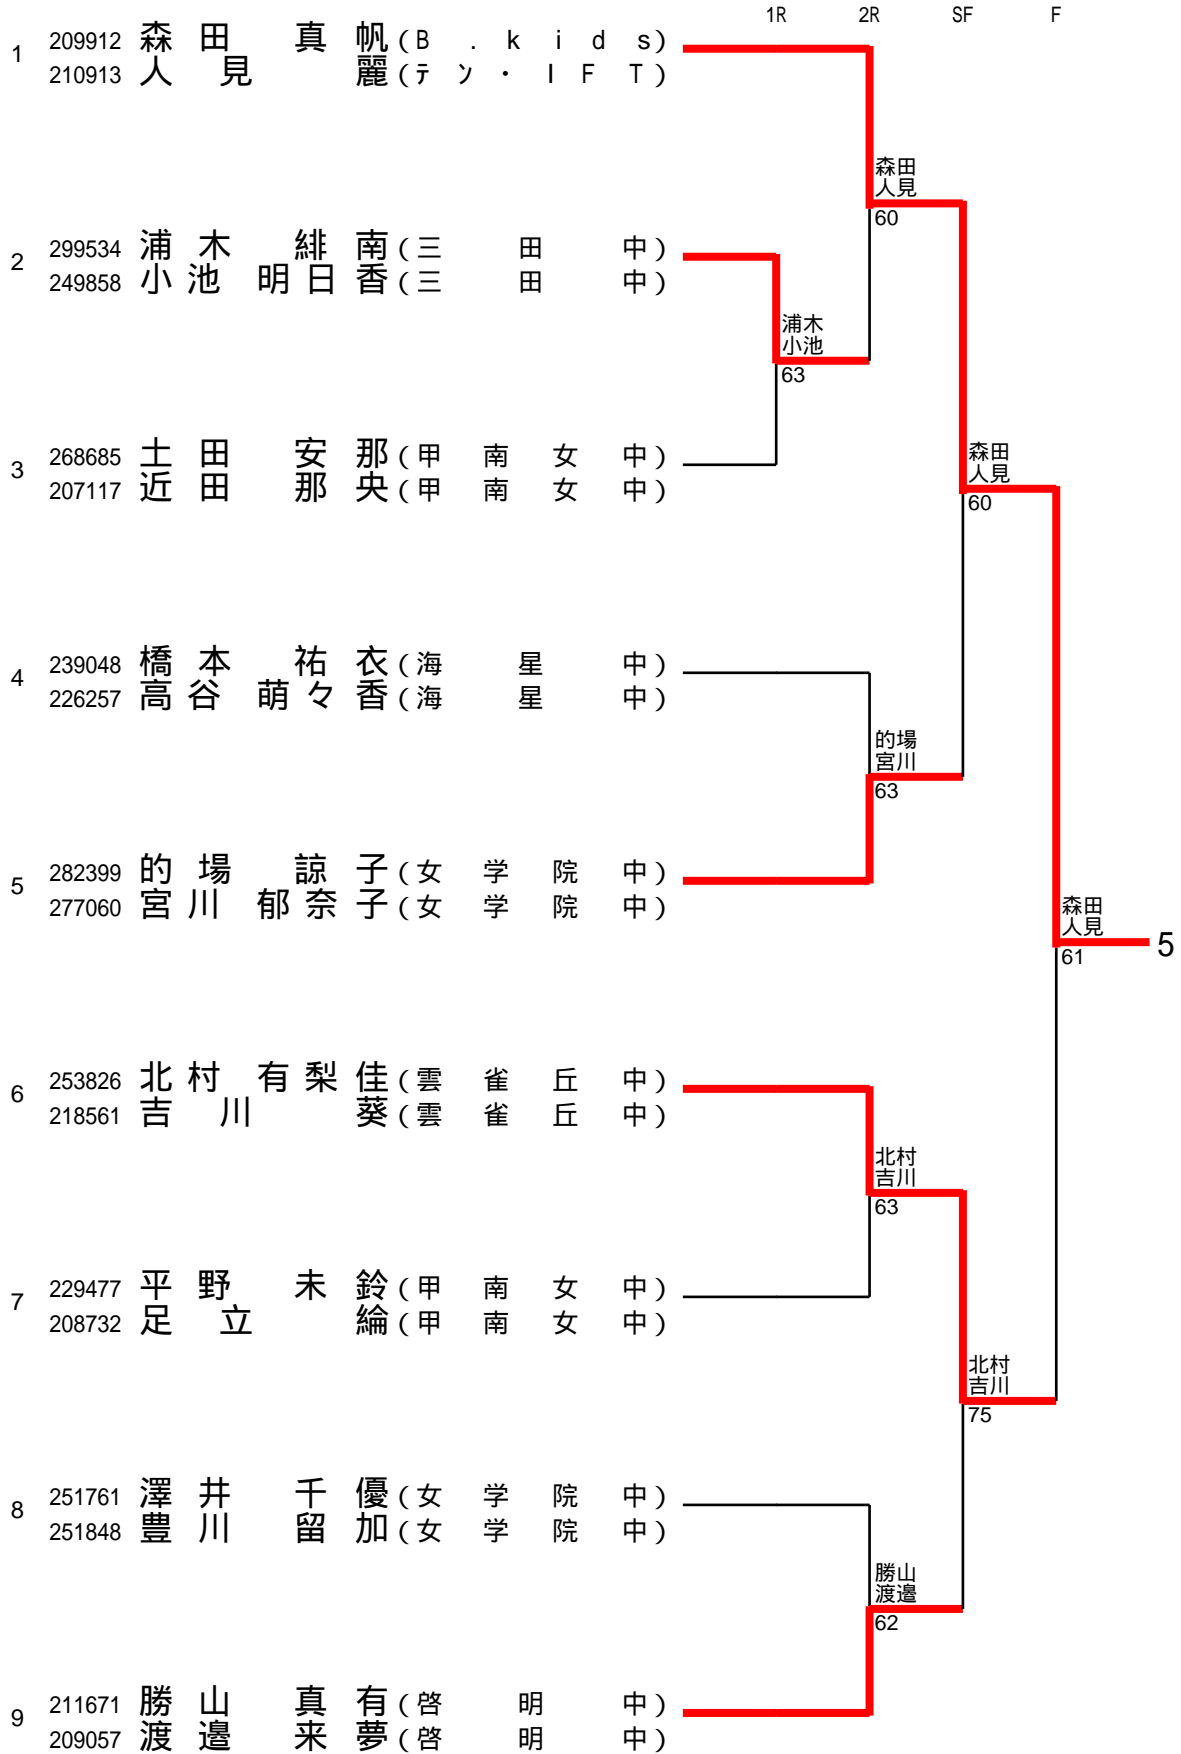 1R 2R SF F
1 209912 森田 真帆 (B.kids)
210913 人見 麗 (テン・IFT)
森田
人見
60
2 299534 浦木 緋南 (三田中)
249858 小池 明日香 (三田中)
浦木
小池
63
3 268685 土田 安那 (甲南女中)
207117 近田 那央 (甲南女中)
森田
人見
60
4 239048 橋本 祐衣 (海星中)
226257 高谷 萌々香 (海星中)
的場
宮川
63
5 282399 的場 諒子 (女学院中)
277060 宮川 郁奈子 (女学院中)
森田
人見
61
5
6 253826 北村 有梨佳 (雲雀丘中)
218561 吉川 葵 (雲雀丘中)
北村
吉川
63
7 229477 平野 未鈴 (甲南女中)
208732 足立 綸 (甲南女中)
北村
吉川
75
8 251761 澤井 千優 (女学院中)
251848 豊川 留加 (女学院中)
勝山
渡邉
62
9 211671 勝山 真有 (啓明中)
209057 渡邉 来夢 (啓明中)